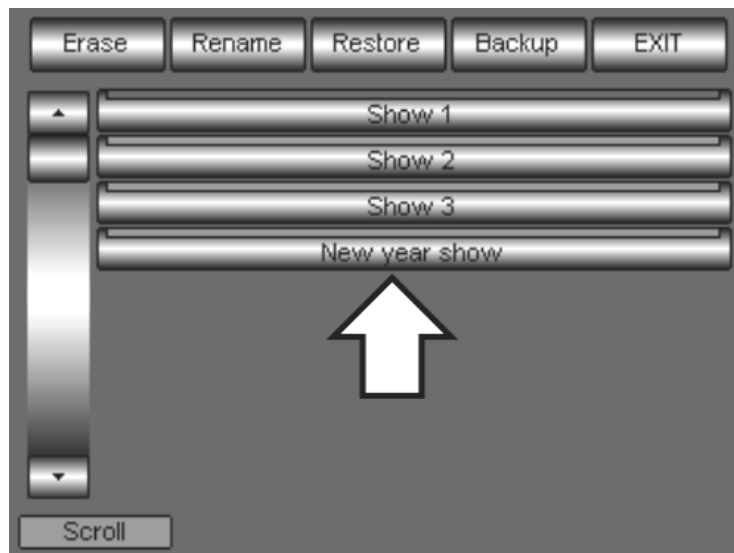 Erase Rename Restore Backup EXIT
Show 1
Show 2
Show 3
New year show
Scroll